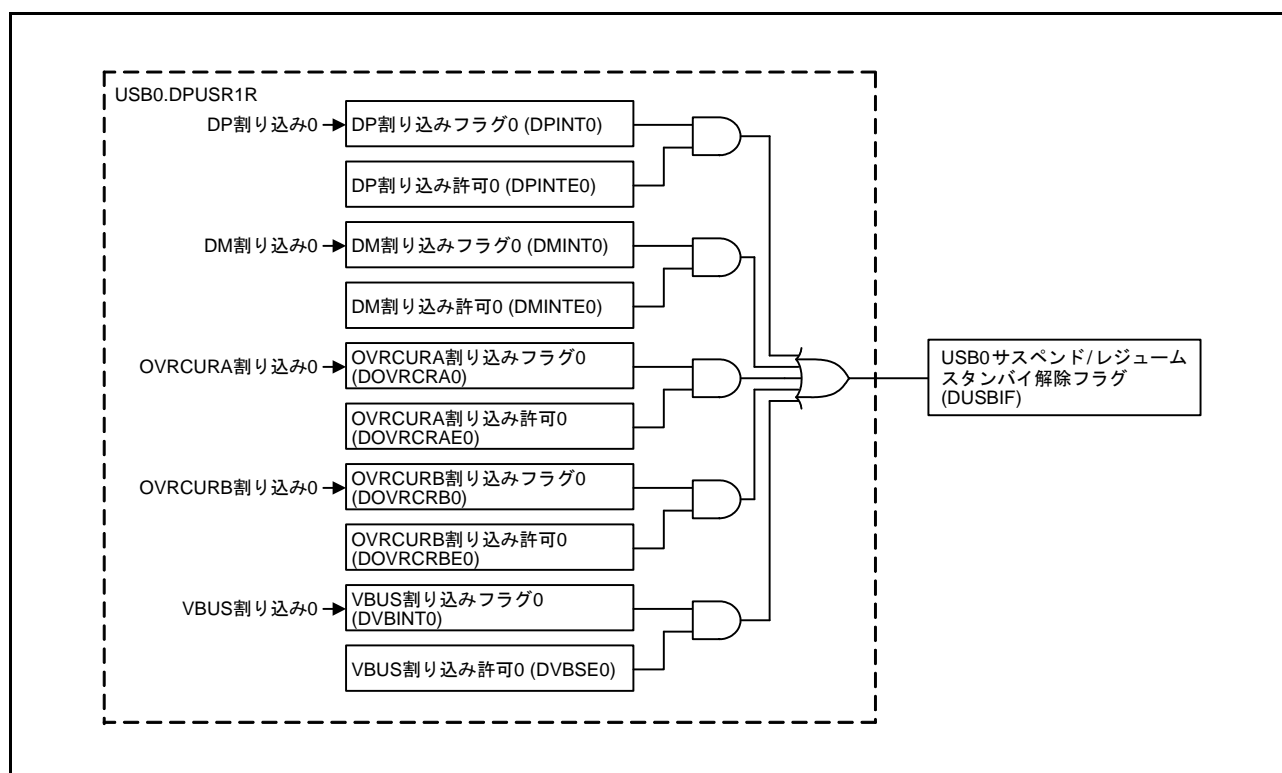 USB0.DPUSR1R
DP割り込み0
DP割り込みフラグ0 (DPINT0)
DP割り込み許可0 (DPINTE0)
DM割り込み0
DM割り込みフラグ0 (DMINT0)
DM割り込み許可0 (DMINTE0)
OVRCURA割り込み0
OVRCURA割り込みフラグ0
(DOVRCRA0)
OVRCURA割り込み許可0
(DOVRCRAE0)
OVRCURB割り込み0
OVRCURB割り込みフラグ0
(DOVRCRB0)
OVRCURB割り込み許可0
(DOVRCRBE0)
VBUS割り込み0
VBUS割り込みフラグ0
(DVBINT0)
VBUS割り込み許可0 (DVBSE0)
USB0サスペンド/レジューム
スタンバイ解除フラグ
(DUSBIF)